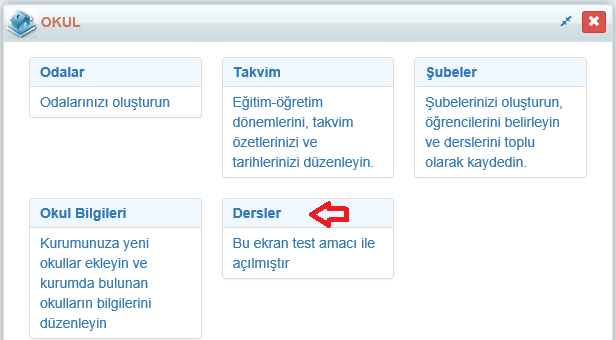 OKUL
Odalar
Odalarınızı oluşturun
Takvim
Eğitim-öğretim
dönemlerini, takvim
özetlerinizi ve
tarihlerinizi düzenleyin.
Şubeler
Şubelerinizi oluşturun,
öğrencilerini belirleyin
ve derslerini toplu
olarak kaydedin.
Okul Bilgileri
Kurumunuza yeni
okullar ekleyin ve
kurumda bulunan
okulların bilgilerini
düzenleyin
Dersler
Bu ekran test amacı ile
açılmıştır